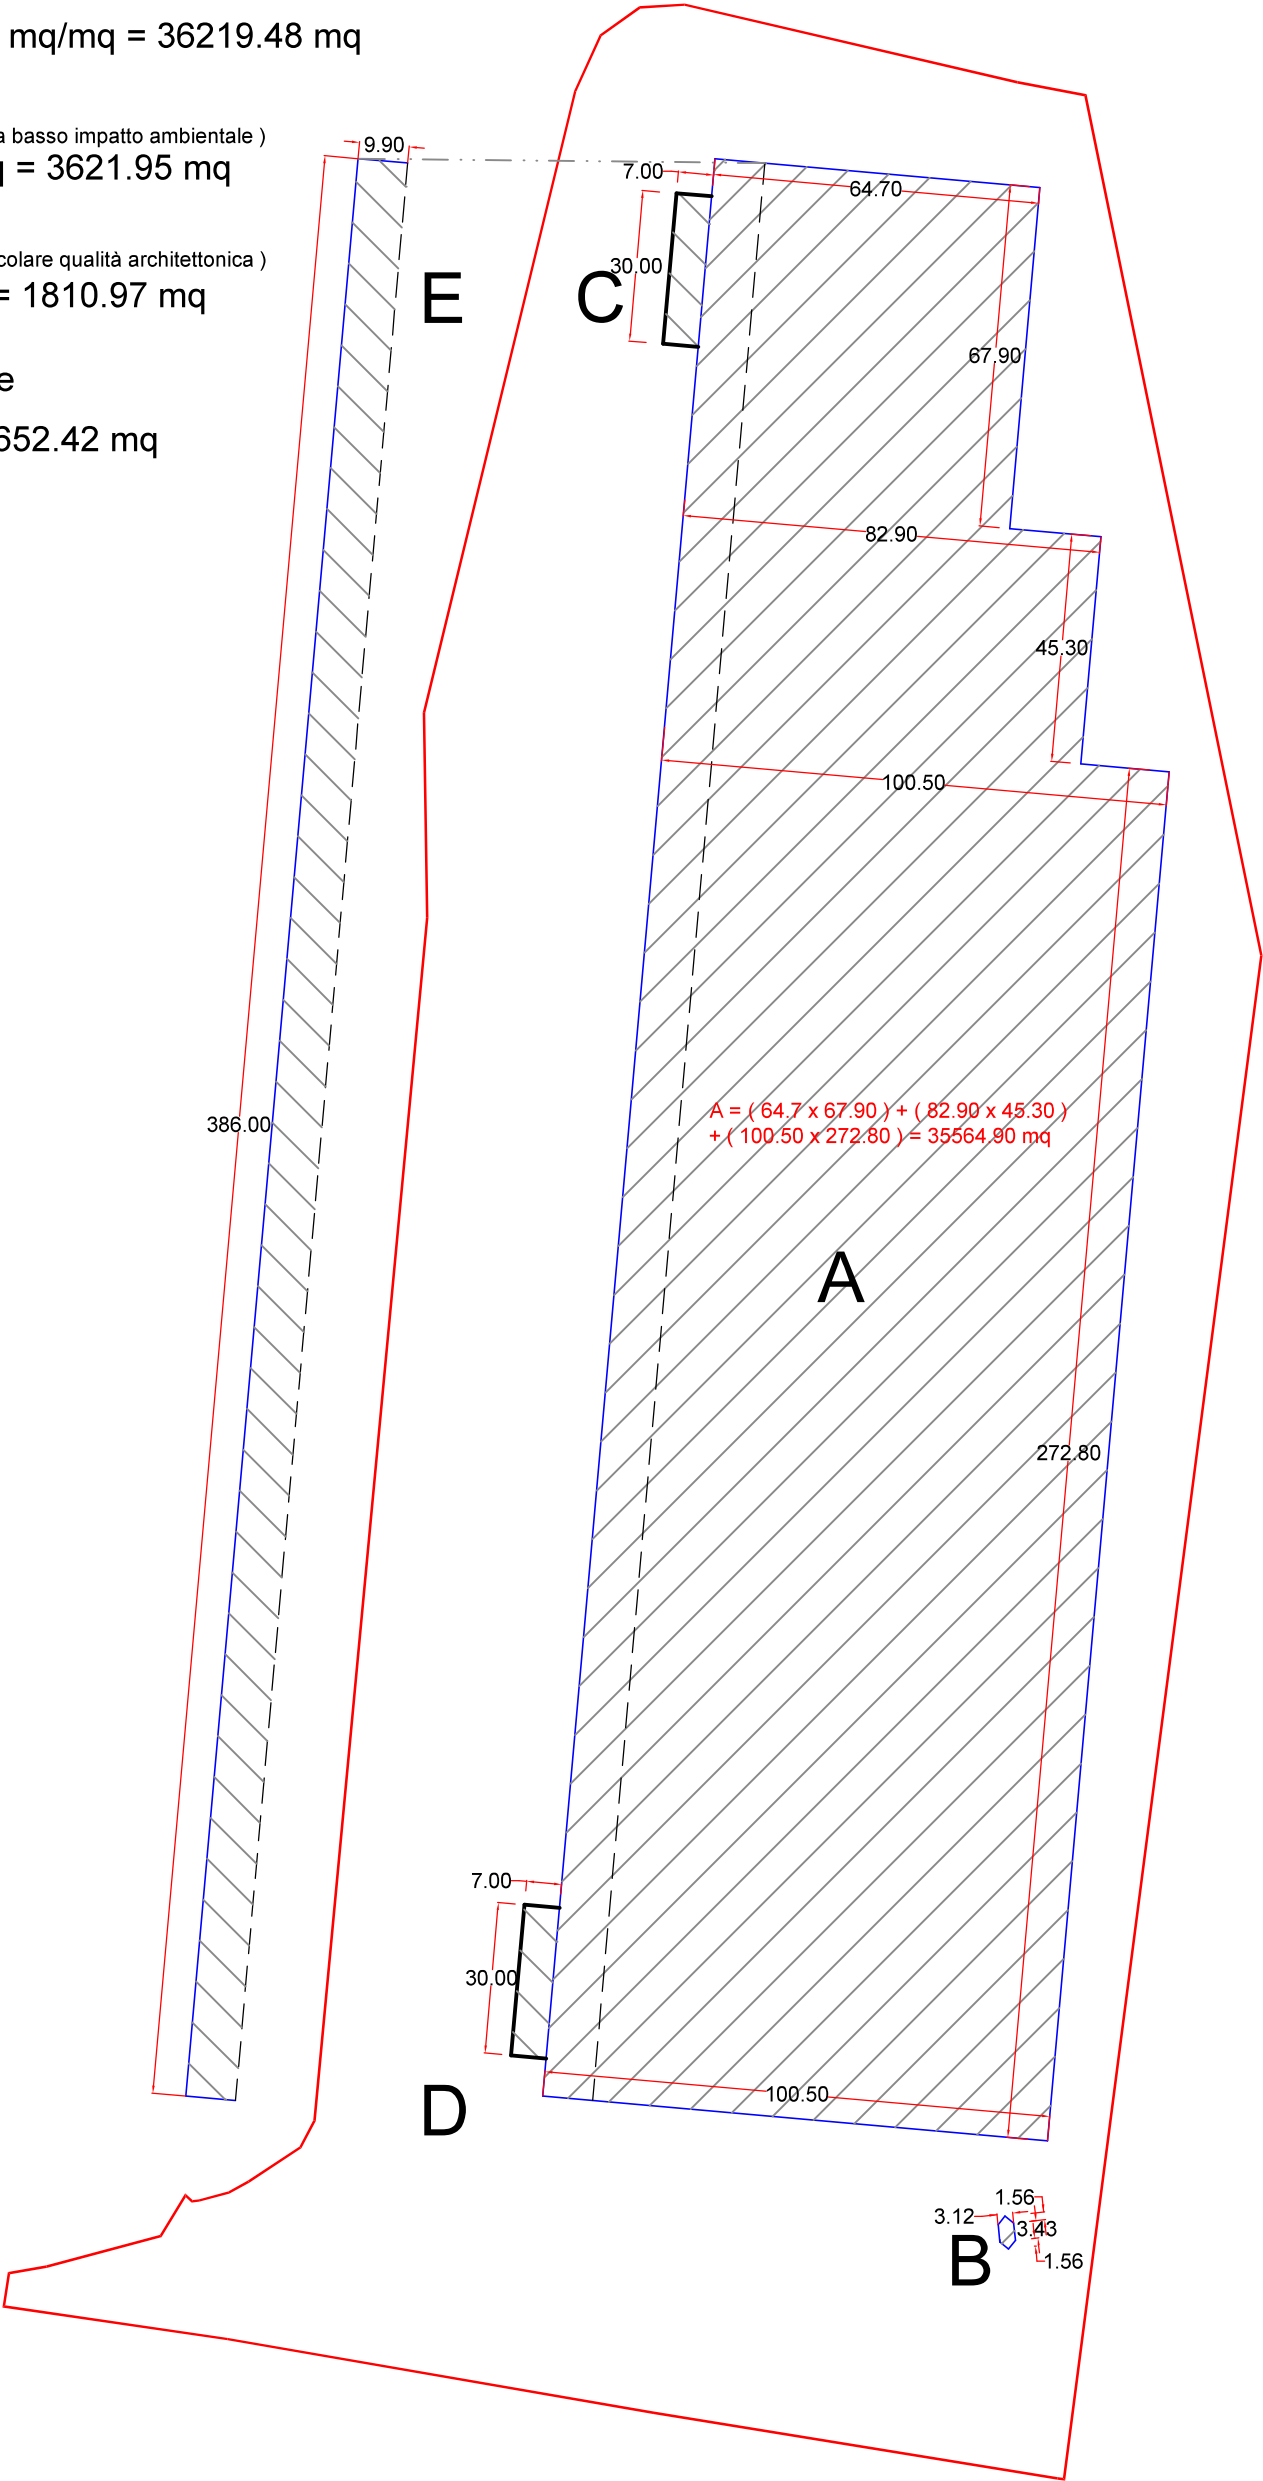 mq/mq = 36219.48 mq
a basso impatto ambientale )
= 3621.95 mq
colare qualità architettonica )
= 1810.97 mq
e
652.42 mq
9.90
7.00
64.70
30.00
E
C
67.90
82.90
45.30
100.50
386.00
A = ( 64.7 x 67.90 ) + ( 82.90 x 45.30 )
+ ( 100.50 x 272.80 ) = 35564.90 mq
A
272.80
7.00
30.00
100.50
D
1.56
3.12
3.43
B
1.56